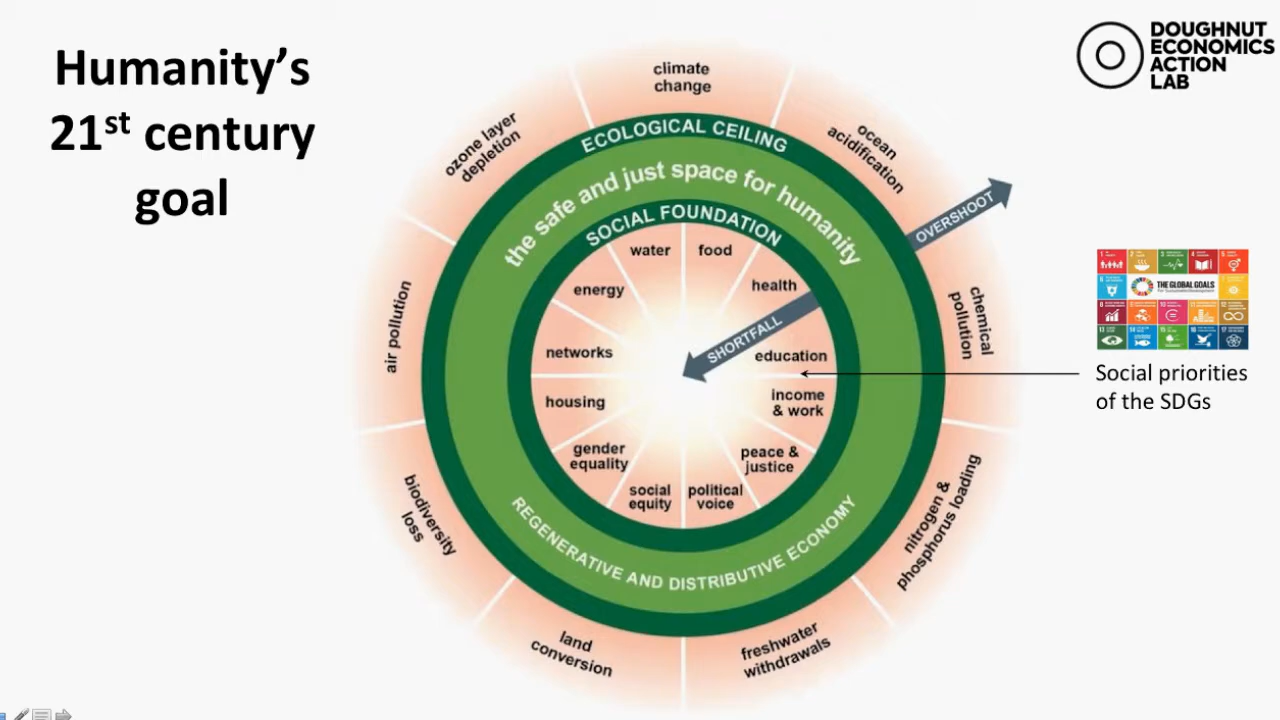 Humanity's
21st century
goal
DOUGHNUT
ECONOMICS
ACTION
LAB
climate
change
ocean
acidification
chemical
pollution
nitrogen &
phosphorus loading
freshwater
withdrawals
land
conversion
biodiversity
loss
air pollution
ozone layer
depletion
ECOLOGICAL CEILING
the safe and just space for humanity
SOCIAL FOUNDATION
OVERSHOOT
SHORTFALL
water
food
health
education
income
& work
peace &
justice
political
voice
social
equity
gender
equality
housing
networks
energy
REGENERATIVE AND DISTRIBUTIVE ECONOMY
THE GLOBAL GOALS
Social priorities
of the SDGs